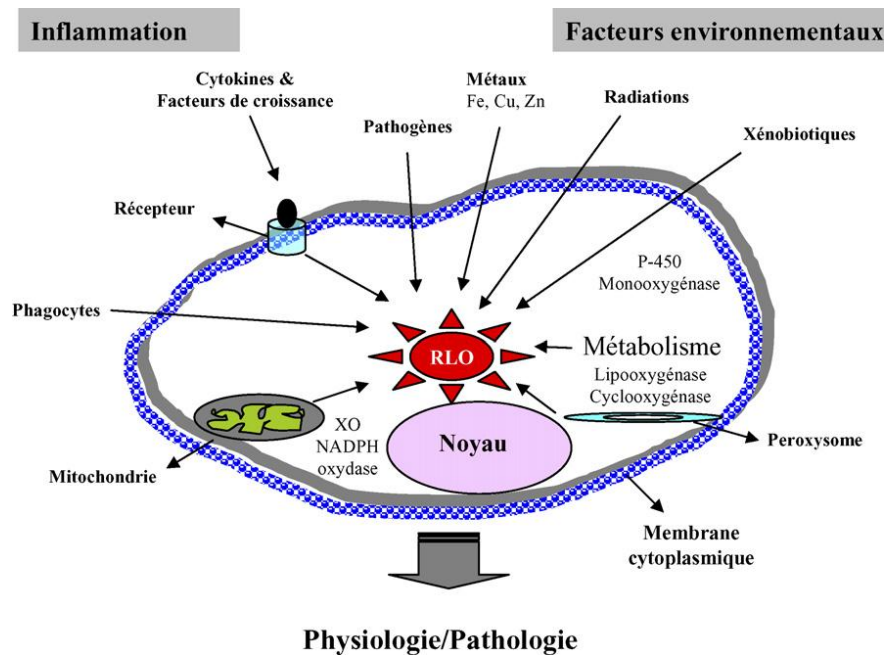 Inflammation
Facteurs environnementaux
Cytokines &
Facteurs de croissance
Métaux
Fe, Cu, Zn
Radiations
Pathogènes
Xénobiotiques
Récepteur
P-450
Monooxygénase
Phagocytes
RLO
Métabolisme
Lipooxygénase
Cyclooxygénase
XO
NADPH
oxydase
Noyau
Peroxysome
Mitochondrie
Membrane
cytoplasmique
Physiologie/Pathologie